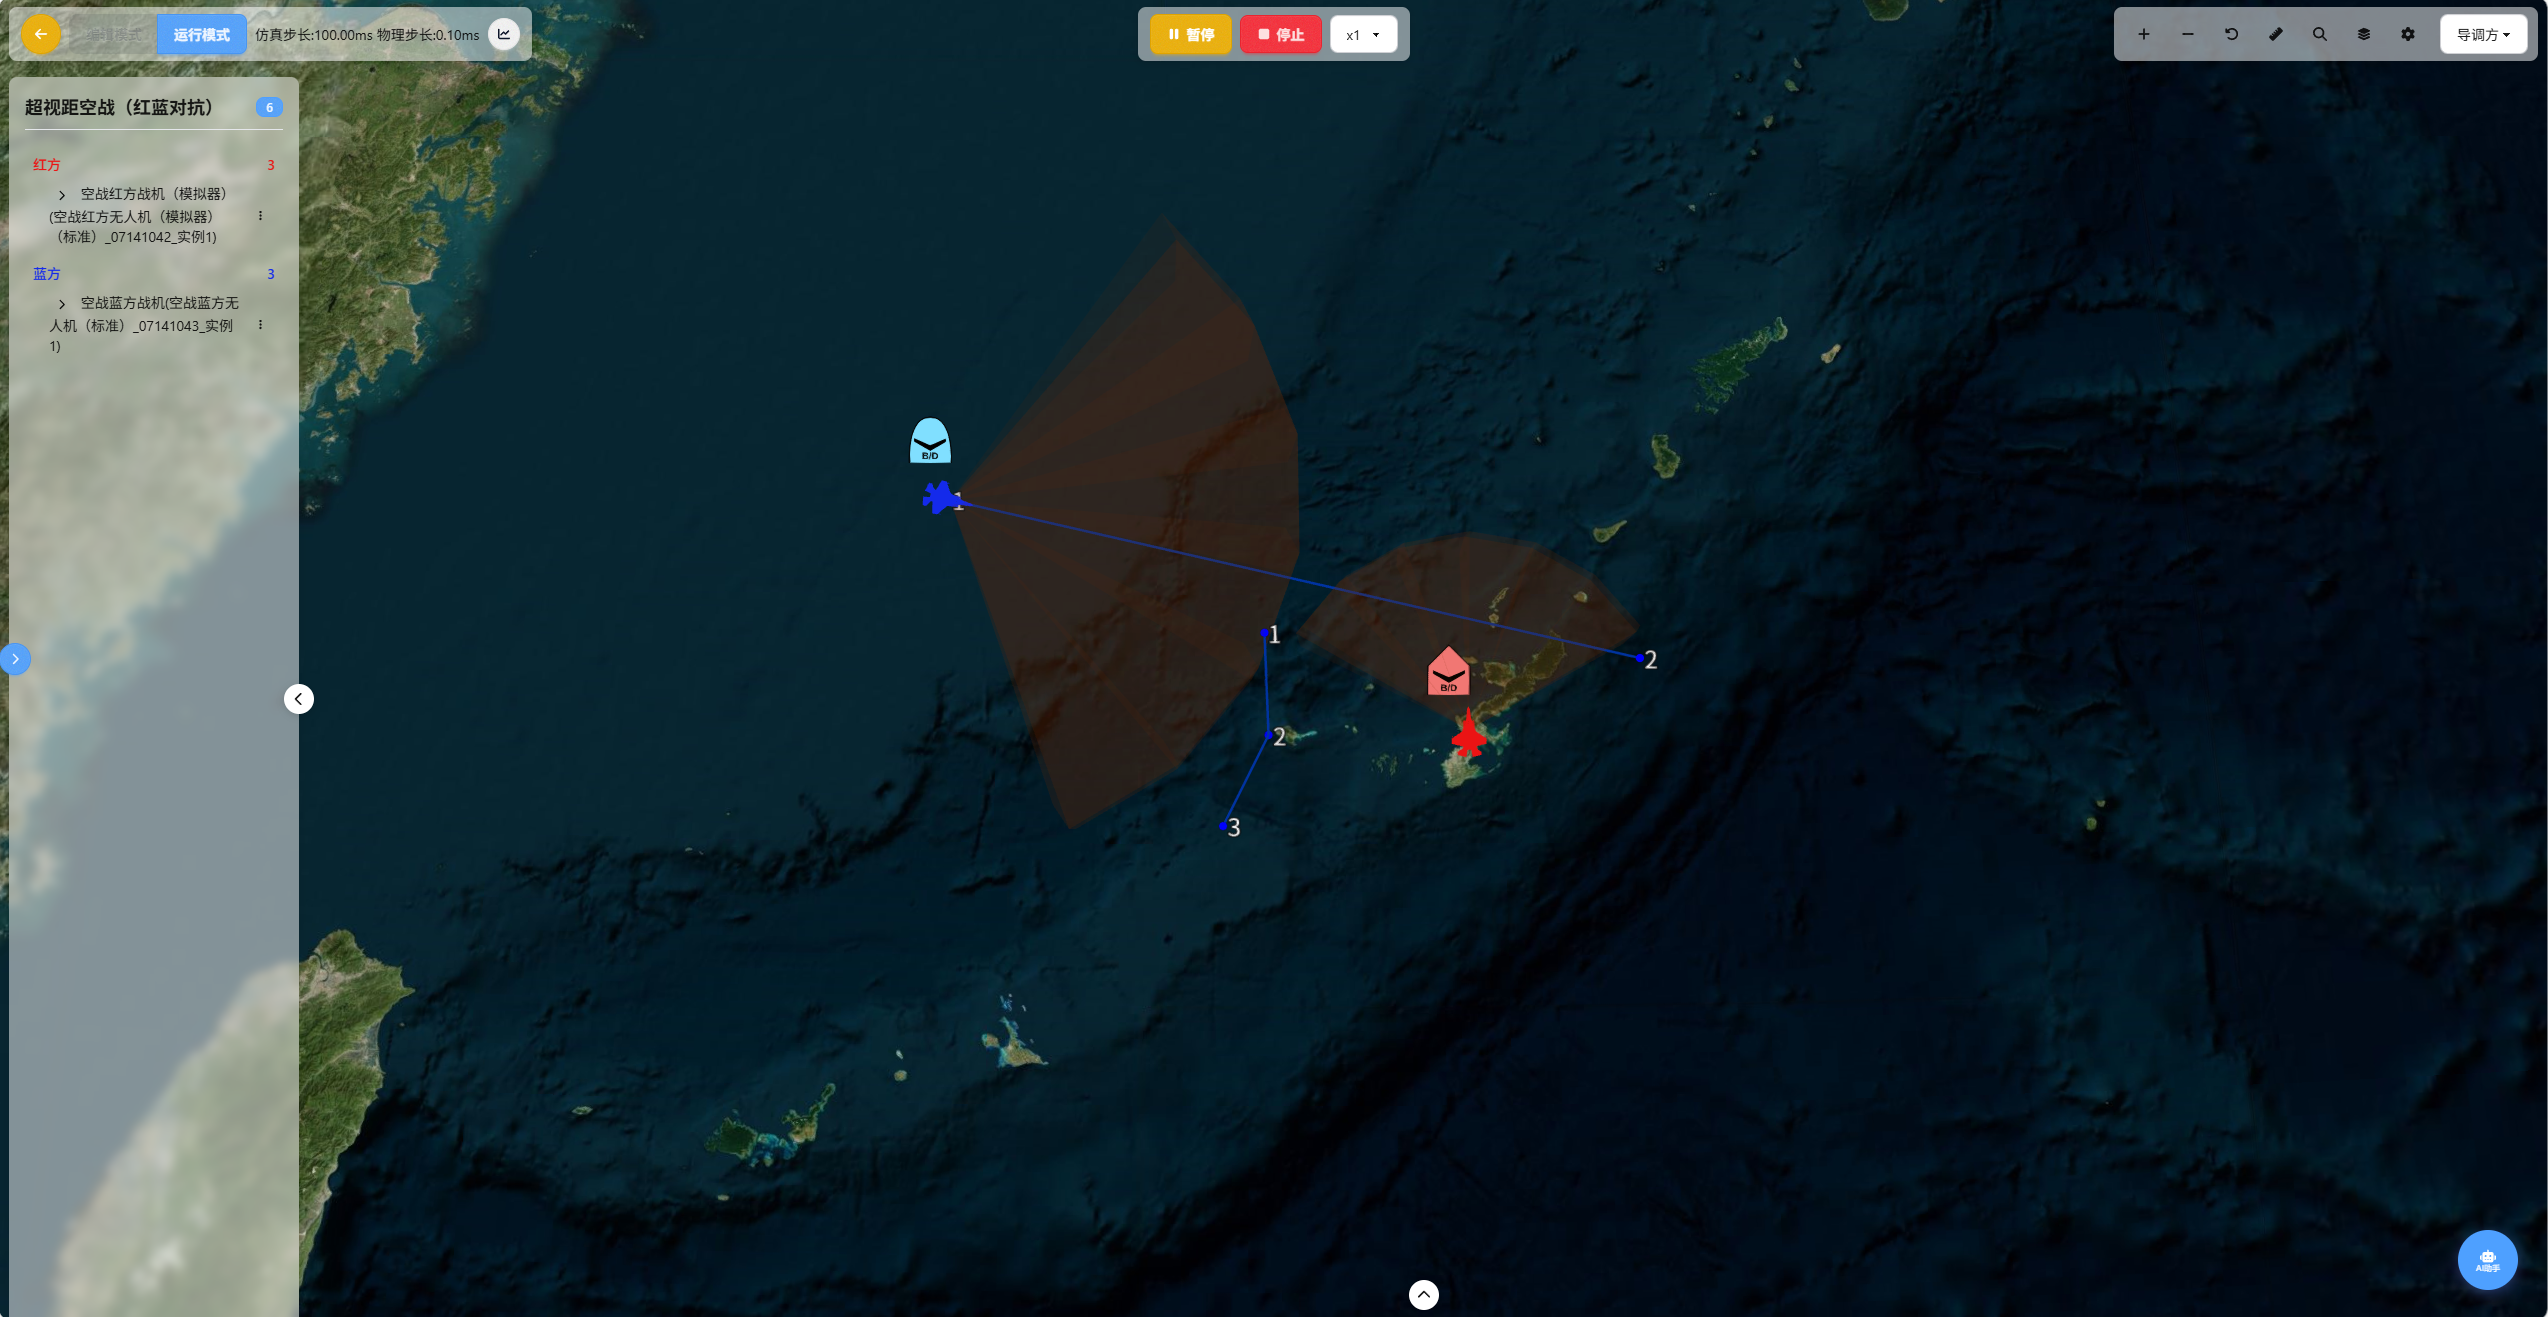 编辑模式
运行模式
仿真步长:100.00ms 物理步长:0.10ms
暂停
停止
x1
导调方
超视距空战（红蓝对抗）
6
红方
3
空战红方战机（模拟器）
(空战红方无人机（模拟器）
（标准）_07141042_实例1)
蓝方
3
空战蓝方战机(空战蓝方无
人机（标准）_07141043_实例
1)
B/D
1
1
2
B/D
2
3
AI助手